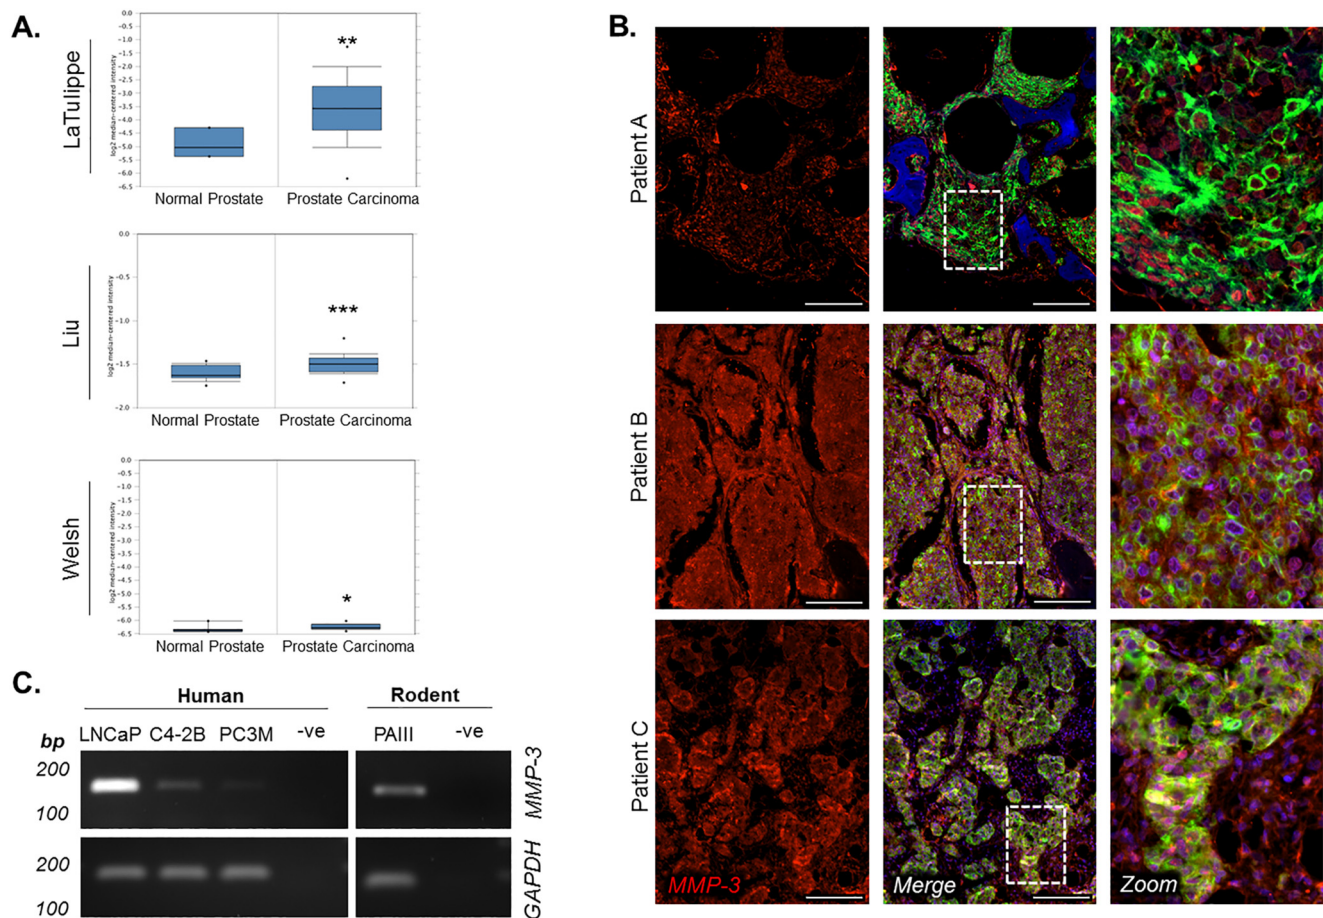 A.
LaTulippe
log2 median-centered intensity
0.0
-0.5
-1.0
-1.5
-2.0
-2.5
-3.0
-3.5
-4.0
-4.5
-5.0
-5.5
-6.0
-6.5
**
Normal Prostate
Prostate Carcinoma
Liu
log2 median-centered intensity
0.0
-0.5
-1.0
-1.5
-2.0
***
Normal Prostate
Prostate Carcinoma
Welsh
log2 median-centered intensity
0.0
-0.5
-1.0
-1.5
-2.0
-2.5
-3.0
-3.5
-4.0
-4.5
-5.0
-5.5
-6.0
-6.5
*
Normal Prostate
Prostate Carcinoma
B.
Patient A
Patient B
Patient C
MMP-3
Merge
Zoom
C.
Human
Rodent
bp
LNCaP C4-2B PC3M -ve
PAIII -ve
200
100
MMP-3
200
100
GAPDH